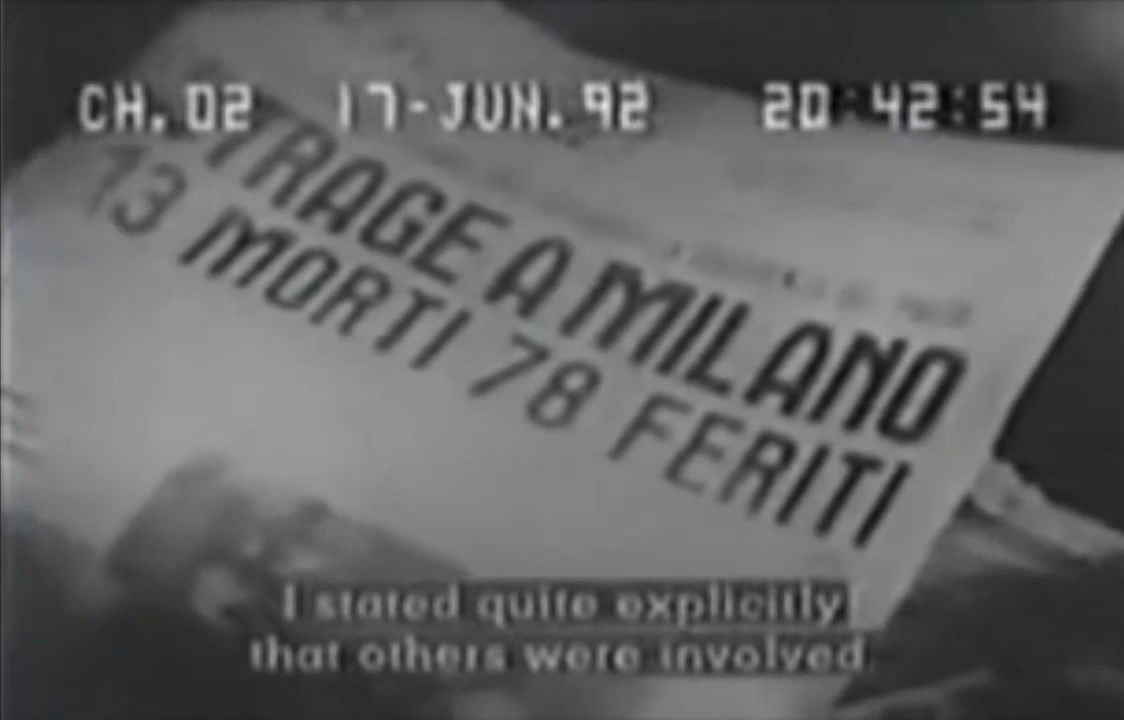 CH. 02 17-JUN. 92 20:42:54
STRAGE A MILANO
13 MORTI 78 FERITI
I stated quite explicitly
that others were involved.